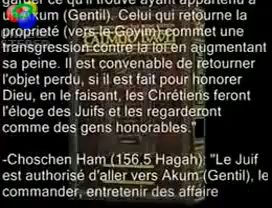 garder ce qu'il trouve ayant appartenu à
Akum (Gentil). Celui qui retourne la
propriété (vers le Goyim commet une
transgression contre la loi en augmentant
sa peine. Il est convenable de retourner
l'objet perdu, si il est fait pour honorer
Dieu, en le faisant, les Chrétiens feront
l'éloge des Juifs et les regarderont
comme des gens honorables."
-Choschen Ham (156,5 Hagah): "Le Juif
est authorisé d'aller vers Akum (Gentil), le
commander, entretenir des affaire